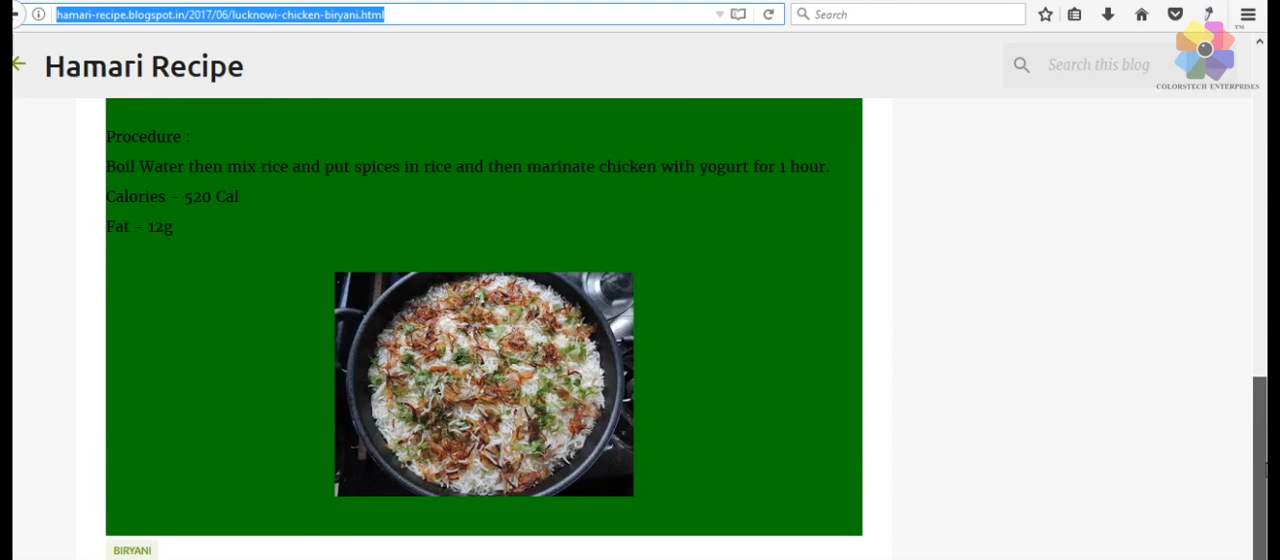 hamari-recipe.blogspot.in/2017/06/lucknowi-chicken-biryani.html
Search
Hamari Recipe
Search this blog
TM
COLORSTECH ENTERPRISES
Procedure :
Boil Water then mix rice and put spices in rice and then marinate chicken with yogurt for 1 hour.
Calories - 520 Cal
Fat - 12g
BIRYANI